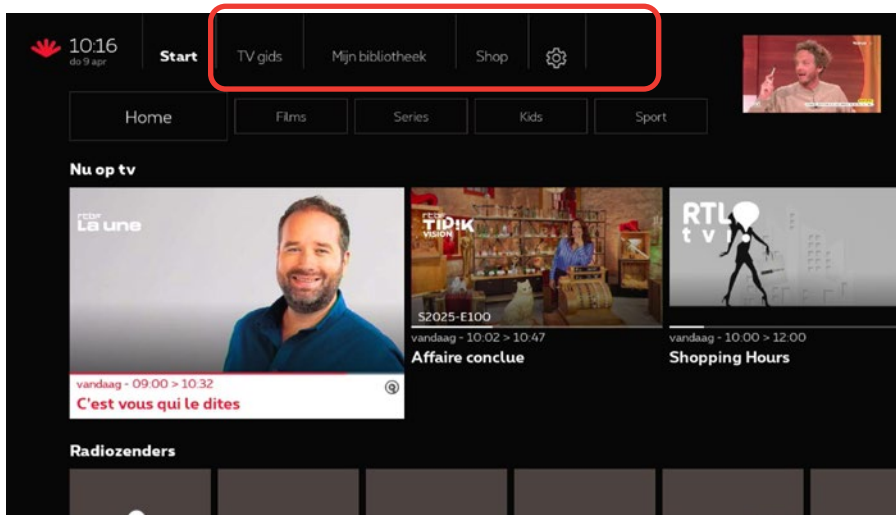 10:16
do 9 apr
Start
TV gids
Mijn bibliotheek
Shop
Home
Films
Series
Kids
Sport
Nu op tv
rtbf
La une
rtbf
TIPIK
VISION
RTL
tvi
S2025-E100
vandaag - 09:00 > 10:32
C'est vous qui le dites
vandaag - 10:02 > 10:47
Affaire conclue
vandaag - 10:00 > 12:00
Shopping Hours
Radiozenders